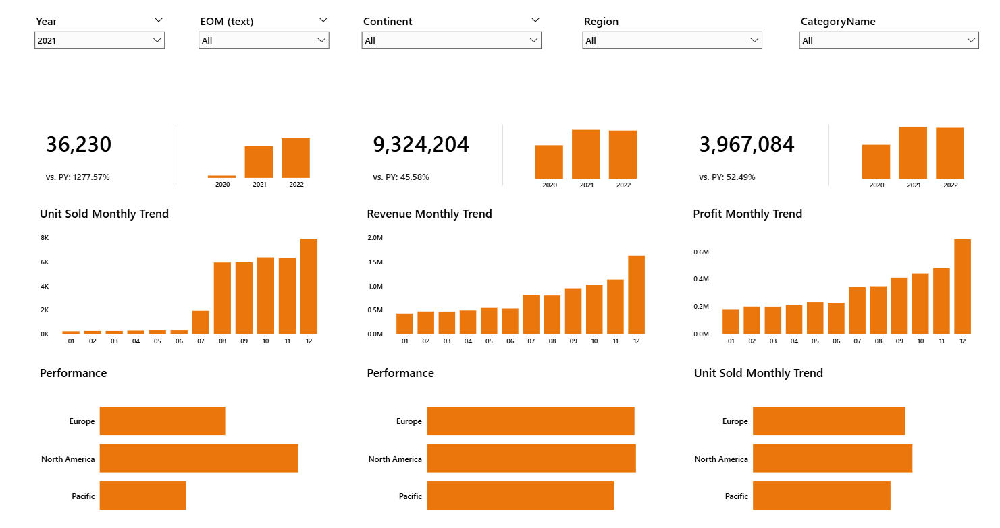 Year
2021
EOM (text)
All
Continent
All
Region
All
CategoryName
All
36,230
vs. PY: 1277.57%
2020 2021 2022
9,324,204
vs. PY: 45.58%
2020 2021 2022
3,967,084
vs. PY: 52.49%
2020 2021 2022
Unit Sold Monthly Trend
8K
6K
4K
2K
0K
01 02 03 04 05 06 07 08 09 10 11 12
Revenue Monthly Trend
2.0M
1.5M
1.0M
0.5M
0.0M
01 02 03 04 05 06 07 08 09 10 11 12
Profit Monthly Trend
0.6M
0.4M
0.2M
0.0M
01 02 03 04 05 06 07 08 09 10 11 12
Performance
Europe
North America
Pacific
Performance
Europe
North America
Pacific
Unit Sold Monthly Trend
Europe
North America
Pacific